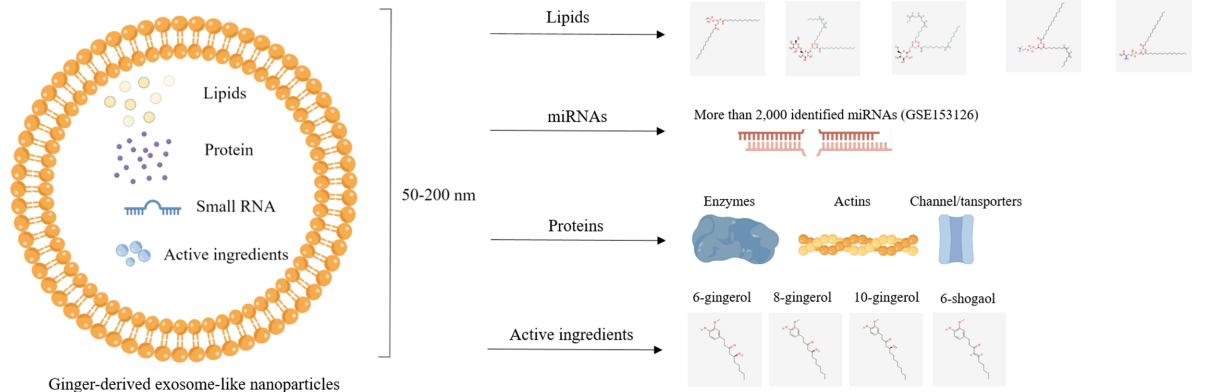 Lipids
Protein
Small RNA
Active ingredients
Ginger-derived exosome-like nanoparticles
50-200 nm
Lipids
miRNAs
More than 2,000 identified miRNAs (GSE153126)
Proteins
Enzymes
Actins
Channel/tansporters
Active ingredients
6-gingerol
8-gingerol
10-gingerol
6-shogaol